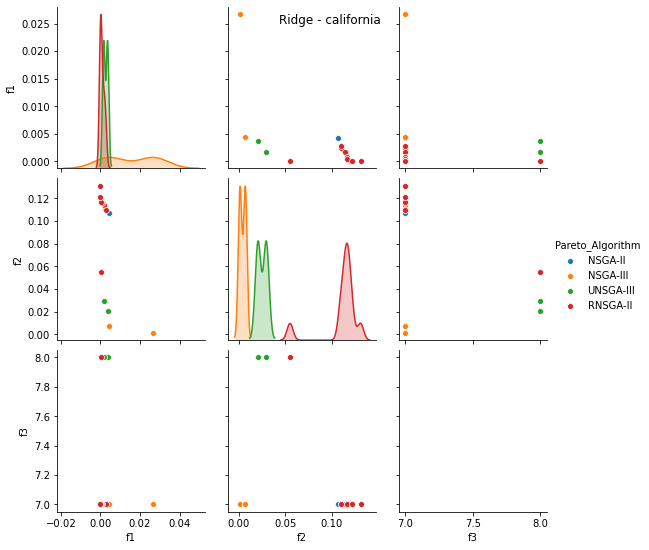 Ridge - california
f1
0.025
0.020
0.015
0.010
0.005
0.000
f2
0.12
0.10
0.08
0.06
0.04
0.02
0.00
Pareto_Algorithm
NSGA-II
NSGA-III
UNSGA-III
RNSGA-II
f3
8.0
7.8
7.6
7.4
7.2
7.0
−0.02 0.00 0.02 0.04
0.00 0.05 0.10
7.0 7.5 8.0
f1
f2
f3